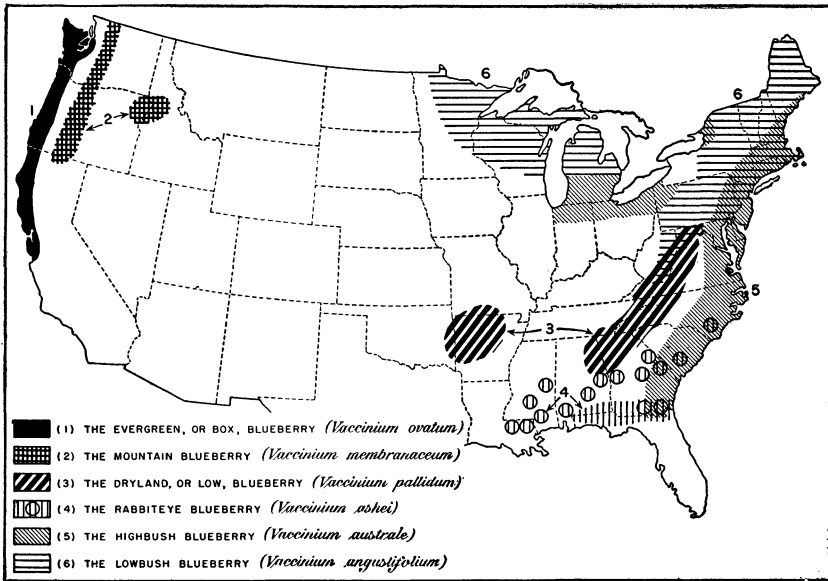 6
6
1
2
2
3
5
4
(1) THE EVERGREEN, OR BOX, BLUEBERRY (Vaccinium ovatum)
(2) THE MOUNTAIN BLUEBERRY (Vaccinium membranaceum)
(3) THE DRYLAND, OR LOW, BLUEBERRY (Vaccinium pallidum)
(4) THE RABBITEYE BLUEBERRY (Vaccinium ashei)
(5) THE HIGHBUSH BLUEBERRY (Vaccinium australe)
(6) THE LOWBUSH BLUEBERRY (Vaccinium angustifolium)